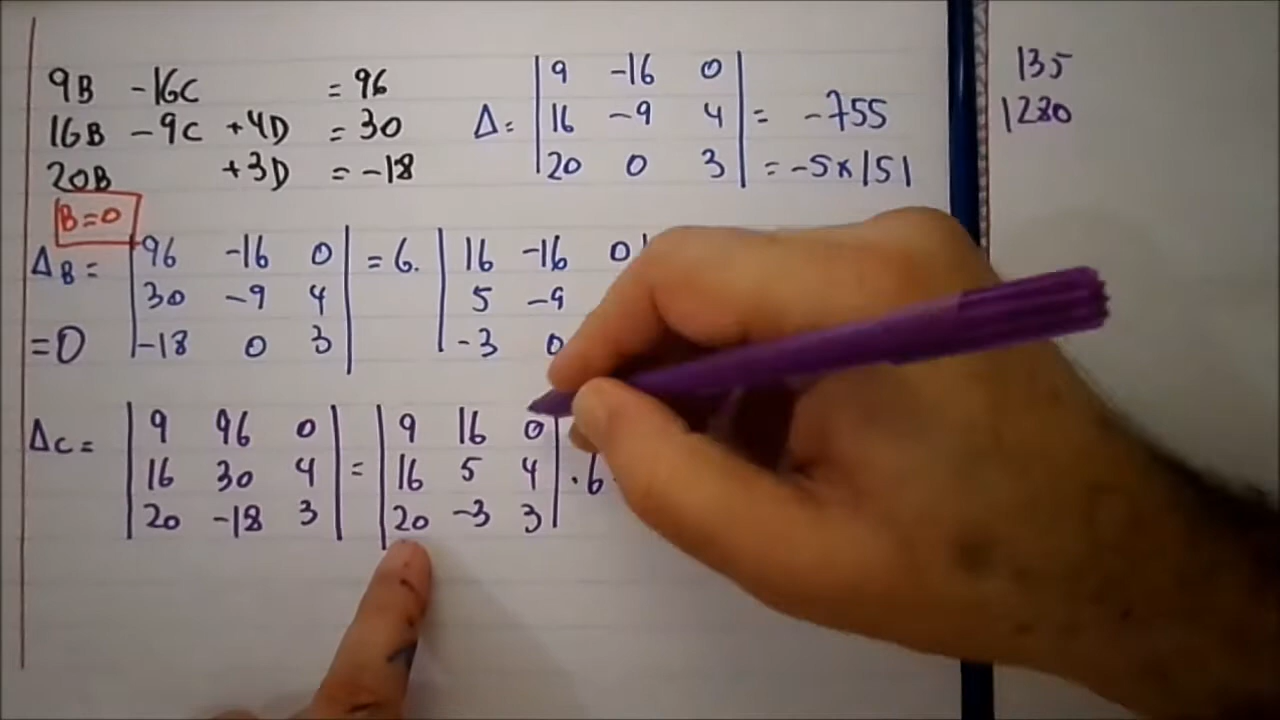 9B -16C = 96
16B -9C +4D = 30
20B +3D = -18
B=0
Δ= | 9 -16 0 |
| 16 -9 4 | = -755
| 20 0 3 | = -5×151
135
1280
ΔB= | 96 -16 0 | = 6. | 16 -16 0 |
| 30 -9 4 | | 5 -9
=0 | -18 0 3 | | -3 0
ΔC= | 9 96 0 | | 9 16 0 |
| 16 30 4 | = | 16 5 4 | .6
| 20 -18 3 | | 20 -3 3 |